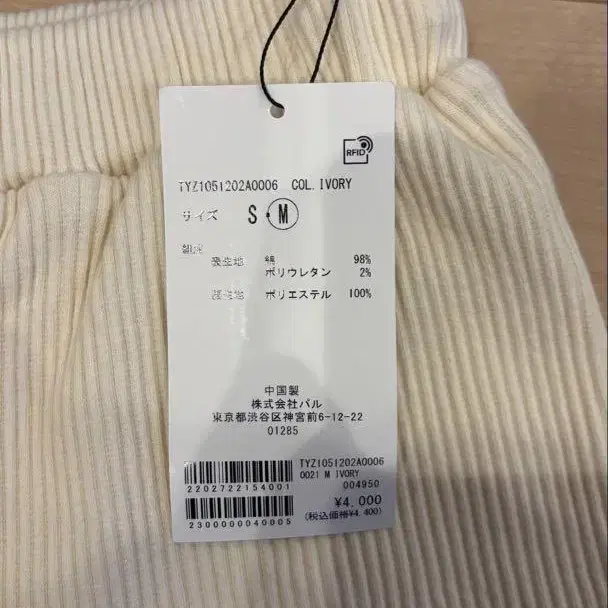 RFID
TYZ1051202A0006 COL.IVORY
サイズ S・M
組成
表生地 綿 98%
ポリウレタン 2%
裏生地 ポリエステル 100%
中国製
株式会社パル
東京都渋谷区神宮前6-12-22
01285
TYZ1051202A0006
0021 M IVORY
2202722154001
004950
¥4,000
(税込価格¥4,400)
2300000040005